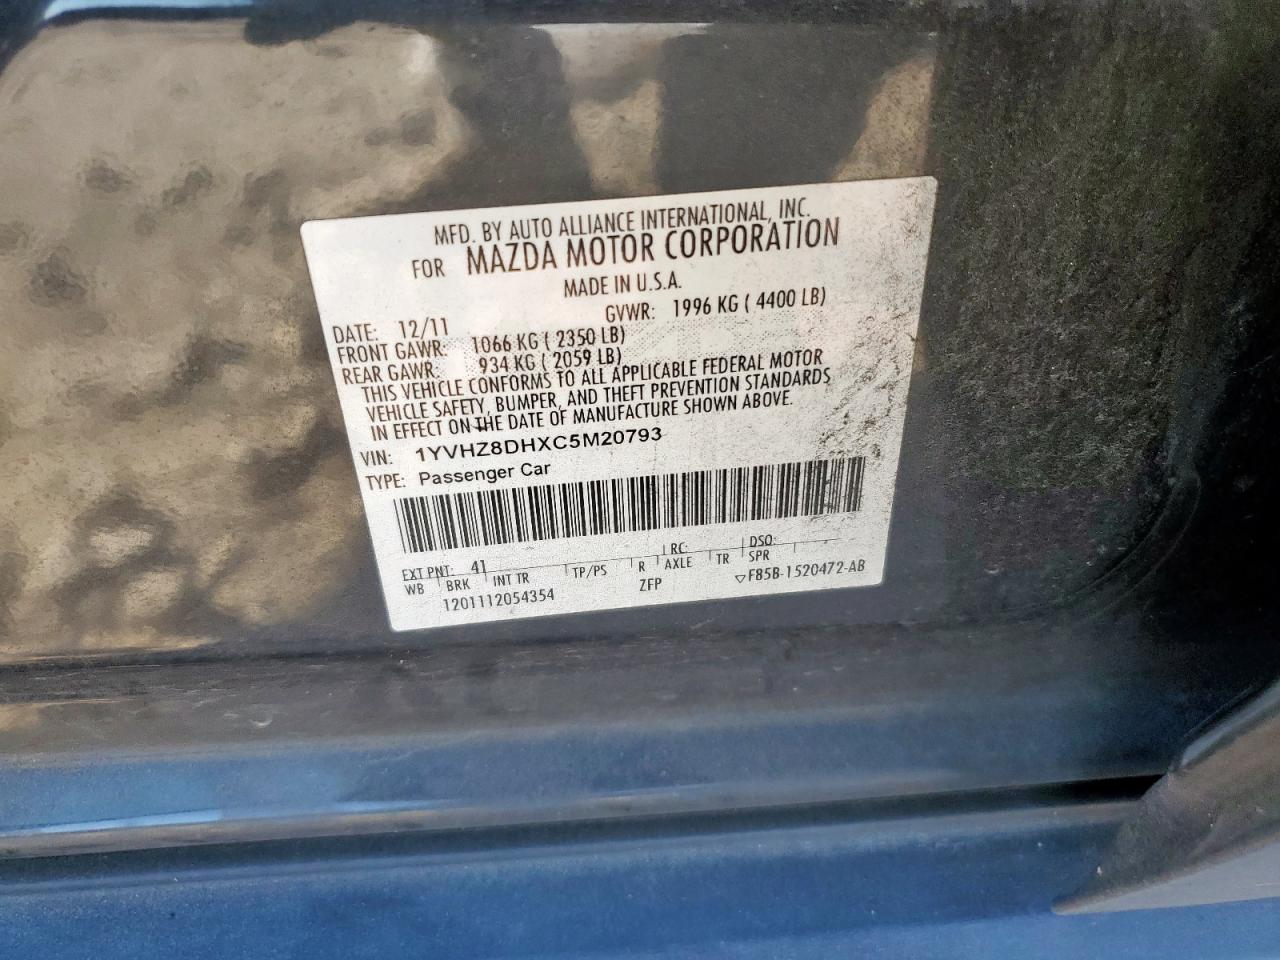 MFD. BY AUTO ALLIANCE INTERNATIONAL, INC.
FOR MAZDA MOTOR CORPORATION
MADE IN U.S.A.
DATE: 12/11 GVWR: 1996 KG ( 4400 LB)
FRONT GAWR: 1066 KG ( 2350 LB)
REAR GAWR: 934 KG ( 2059 LB)
THIS VEHICLE CONFORMS TO ALL APPLICABLE FEDERAL MOTOR
VEHICLE SAFETY, BUMPER, AND THEFT PREVENTION STANDARDS
IN EFFECT ON THE DATE OF MANUFACTURE SHOWN ABOVE.
VIN: 1YVHZ8DHXC5M20793
TYPE: Passenger Car
EXT PNT: 41 RC: DSO:
WB BRK INT TR TP/PS R AXLE TR SPR
1201112054354 ZFP ▽F85B-1520472-AB